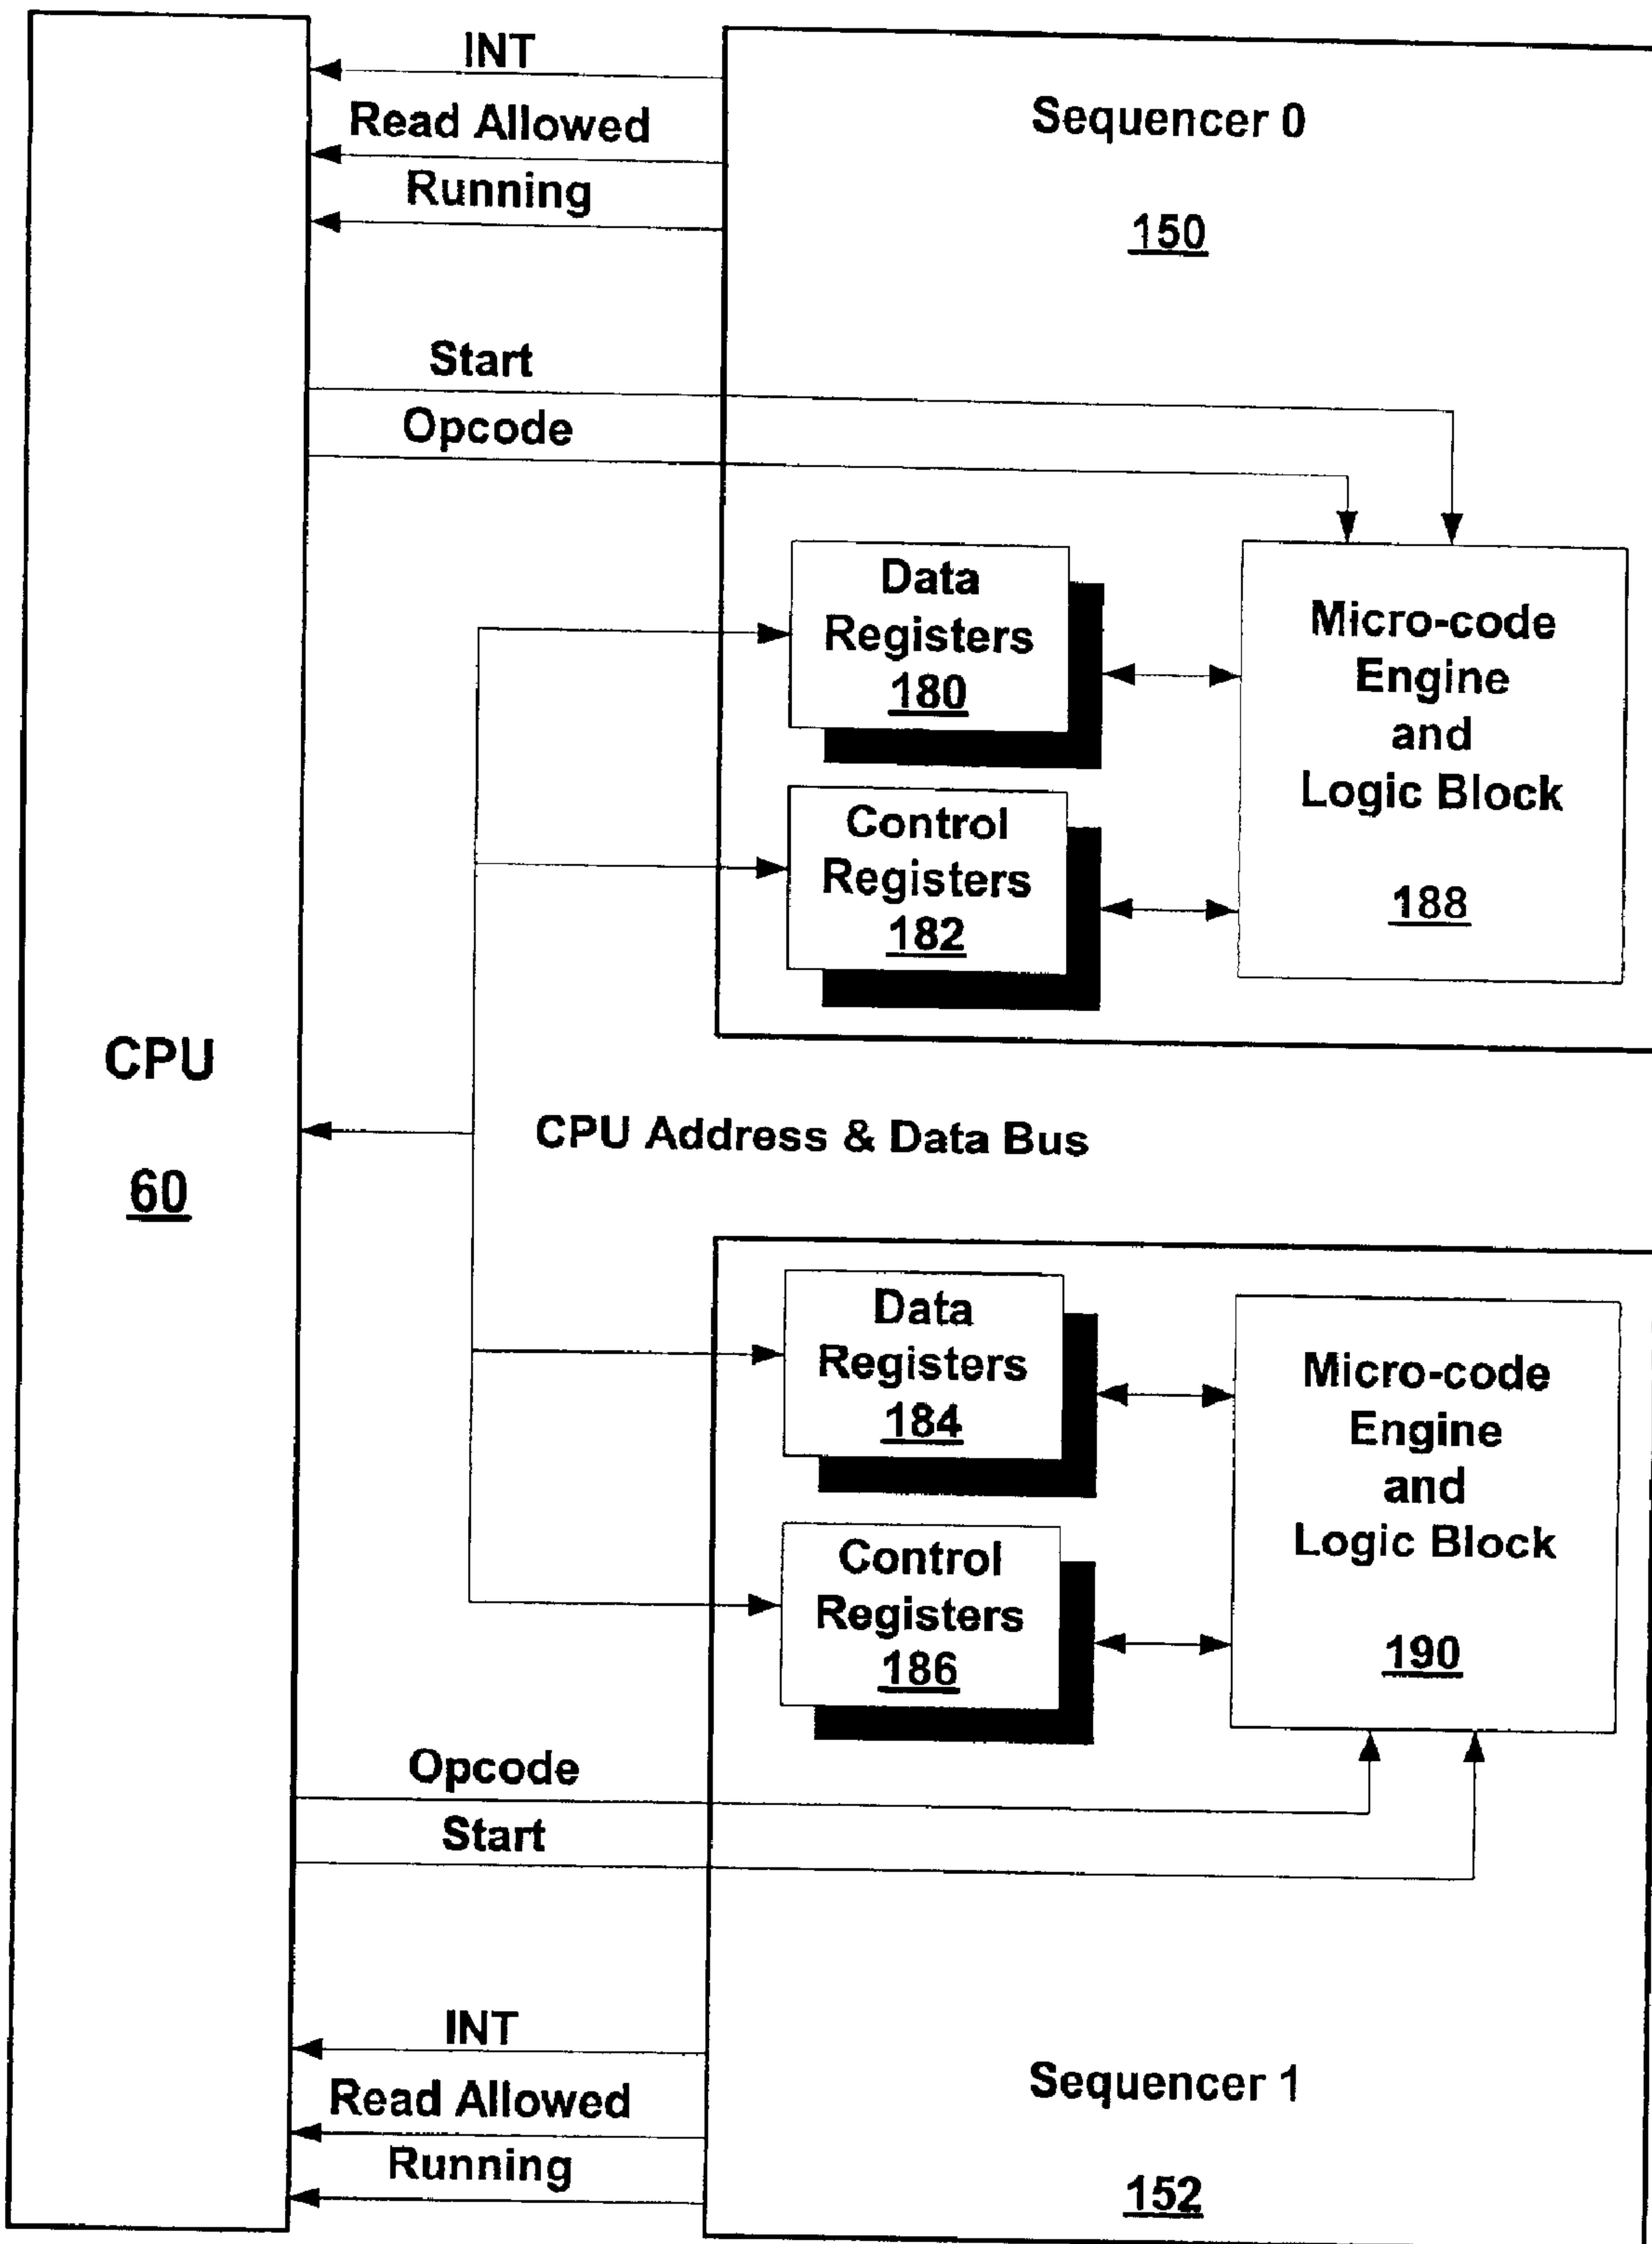 INT
Read Allowed
Running
Sequencer 0
150
Start
Opcode
Data
Registers
180
Control
Registers
182
Micro-code
Engine
and
Logic Block
188
CPU
60
CPU Address & Data Bus
Data
Registers
184
Control
Registers
186
Micro-code
Engine
and
Logic Block
190
Opcode
Start
INT
Read Allowed
Running
Sequencer 1
152